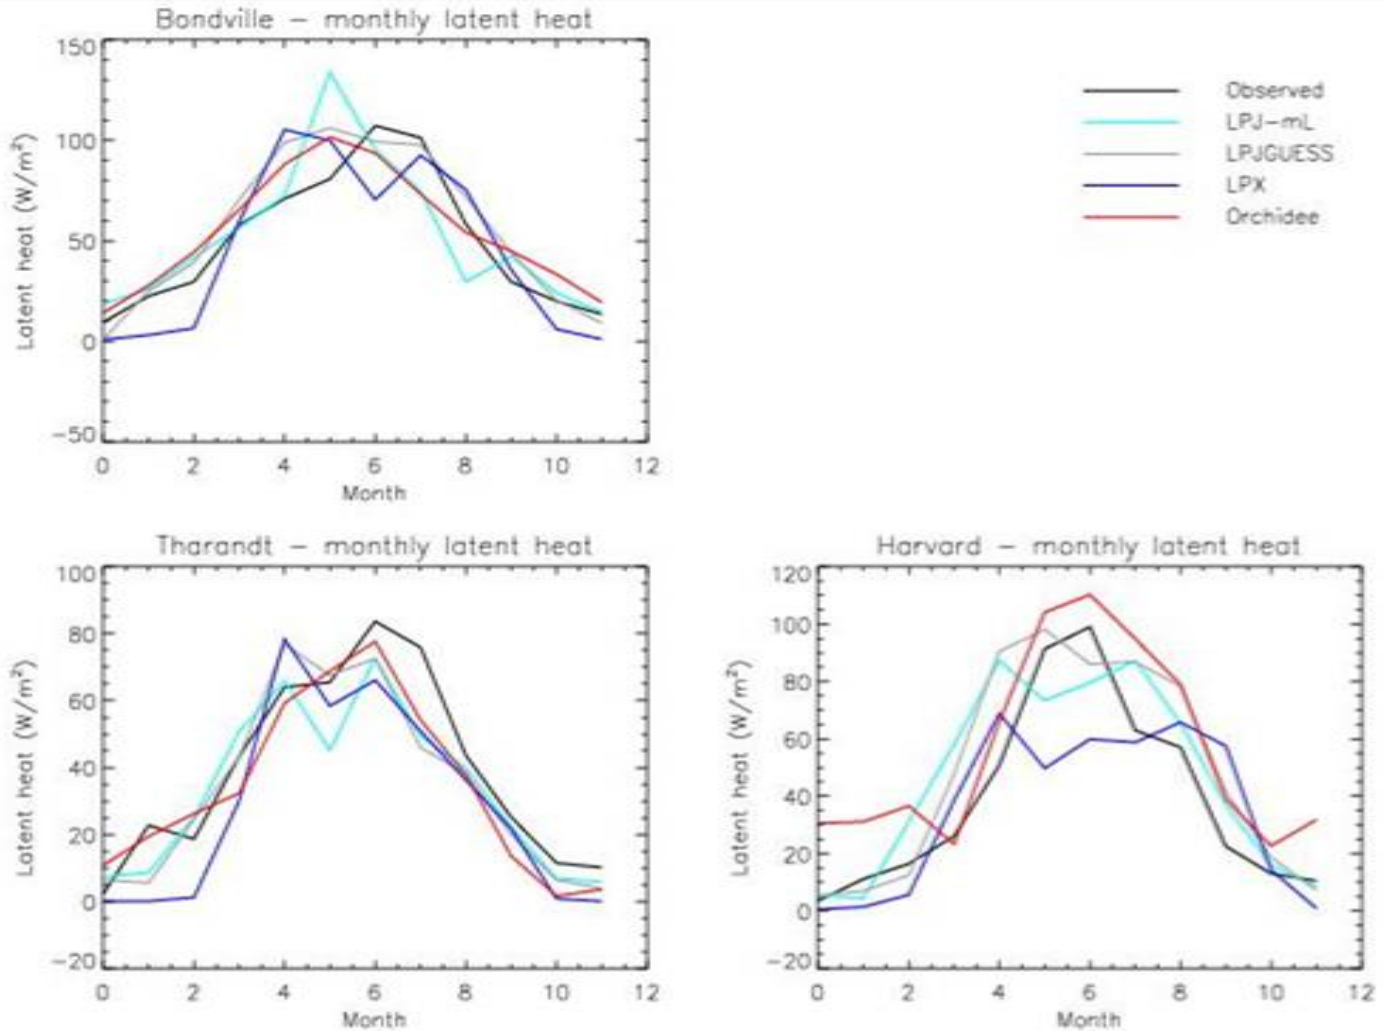 Bondville – monthly latent heat
150
100
50
0
−50
Latent heat (W/m²)
0 2 4 6 8 10 12
Month
Observed
LPJ−mL
LPJGUESS
LPX
Orchidee
Tharandt – monthly latent heat
100
80
60
40
20
0
−20
Latent heat (W/m²)
0 2 4 6 8 10 12
Month
Harvard – monthly latent heat
120
100
80
60
40
20
0
−20
Latent heat (W/m²)
0 2 4 6 8 10 12
Month